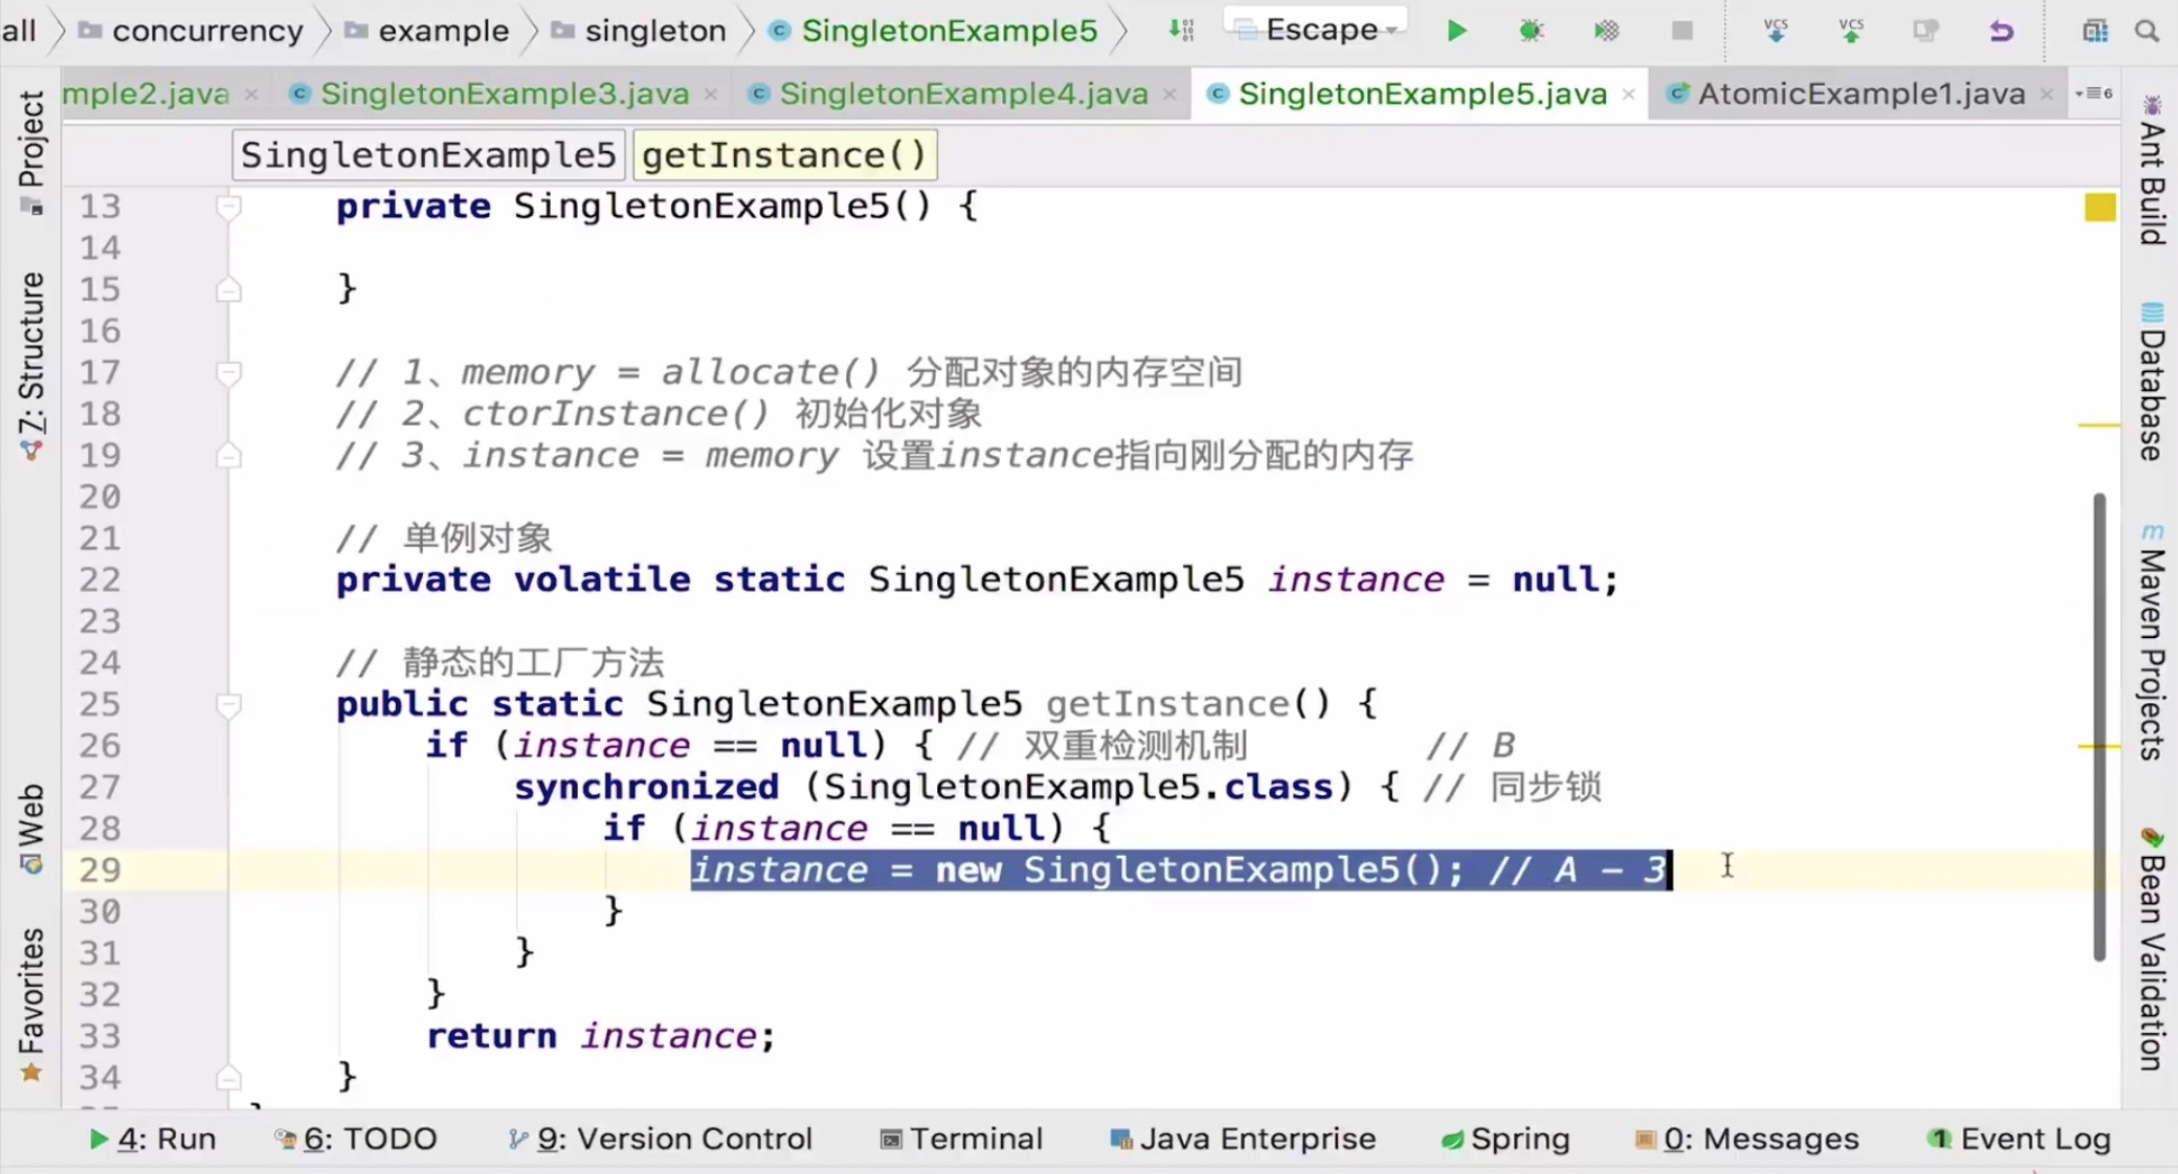 all concurrency example singleton SingletonExample5 Escape
mple2.java SingletonExample3.java SingletonExample4.java SingletonExample5.java AtomicExample1.java 6
SingletonExample5 getInstance()
Project
7: Structure
Web
Favorites
13 private SingletonExample5() {
14
15 }
16
17 // 1、memory = allocate() 分配对象的内存空间
18 // 2、ctorInstance() 初始化对象
19 // 3、instance = memory 设置instance指向刚分配的内存
20
21 // 单例对象
22 private volatile static SingletonExample5 instance = null;
23
24 // 静态的工厂方法
25 public static SingletonExample5 getInstance() {
26 if (instance == null) { // 双重检测机制 // B
27 synchronized (SingletonExample5.class) { // 同步锁
28 if (instance == null) {
29 instance = new SingletonExample5(); // A - 3
30 }
31 }
32 }
33 return instance;
34 }
Ant Build
Database
Maven Projects
Bean Validation
4: Run 6: TODO 9: Version Control Terminal Java Enterprise Spring 0: Messages 1 Event Log